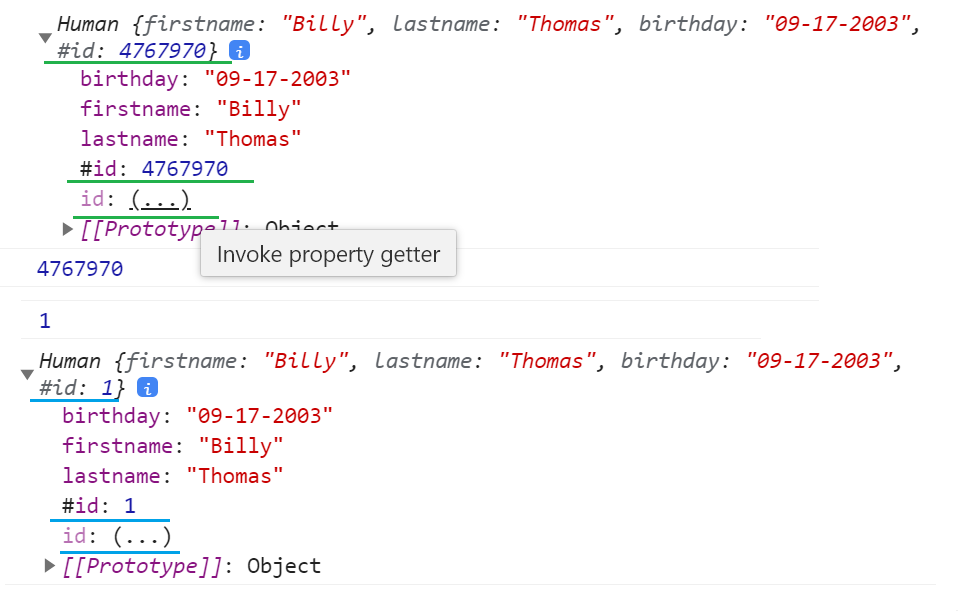 Human {firstname: "Billy", lastname: "Thomas", birthday: "09-17-2003",
#id: 4767970} i
birthday: "09-17-2003"
firstname: "Billy"
lastname: "Thomas"
#id: 4767970
id: (...)
[[Prototype]]: Object
Invoke property getter
4767970
1
Human {firstname: "Billy", lastname: "Thomas", birthday: "09-17-2003",
#id: 1} i
birthday: "09-17-2003"
firstname: "Billy"
lastname: "Thomas"
#id: 1
id: (...)
[[Prototype]]: Object